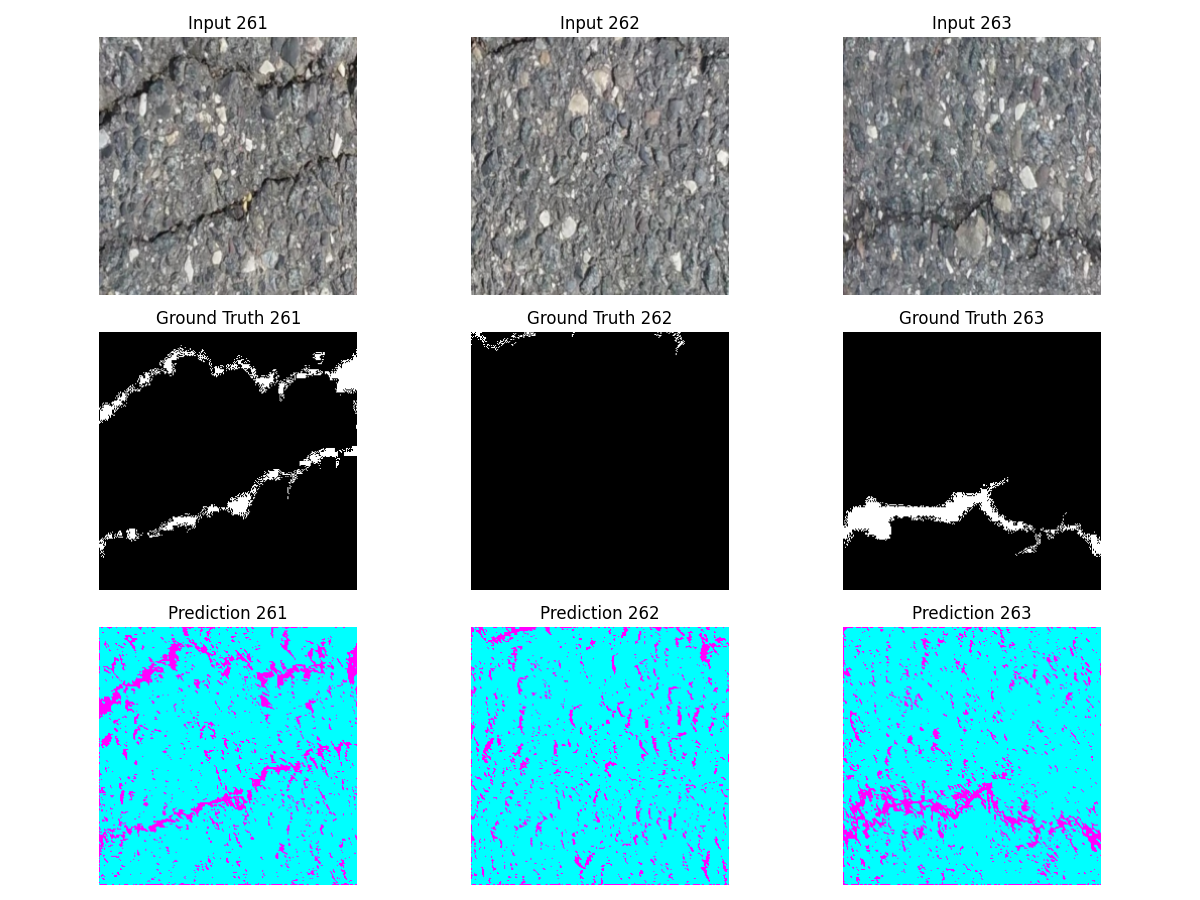 Input 261
Input 262
Input 263
Ground Truth 261
Ground Truth 262
Ground Truth 263
Prediction 261
Prediction 262
Prediction 263